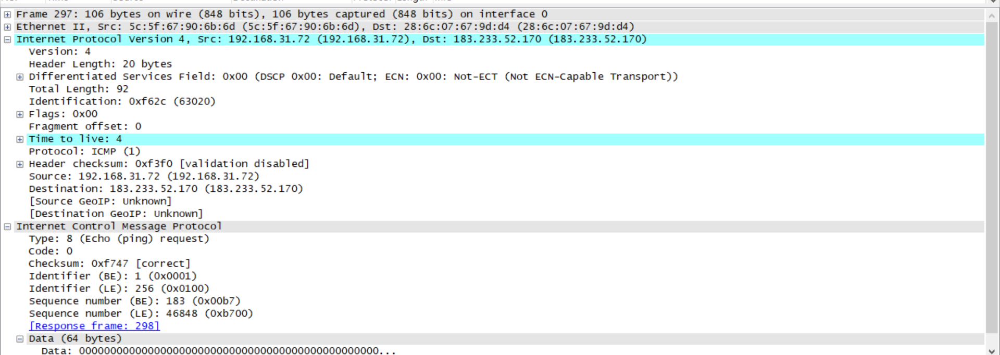 Frame 297: 106 bytes on wire (848 bits), 106 bytes captured (848 bits) on interface 0
Ethernet II, Src: 5c:5f:67:90:6b:6d (5c:5f:67:90:6b:6d), Dst: 28:6c:07:67:9d:d4 (28:6c:07:67:9d:d4)
Internet Protocol Version 4, Src: 192.168.31.72 (192.168.31.72), Dst: 183.233.52.170 (183.233.52.170)
Version: 4
Header Length: 20 bytes
Differentiated Services Field: 0x00 (DSCP 0x00: Default; ECN: 0x00: Not-ECT (Not ECN-Capable Transport))
Total Length: 92
Identification: 0xf62c (63020)
Flags: 0x00
Fragment offset: 0
Time to live: 4
Protocol: ICMP (1)
Header checksum: 0xf3f0 [validation disabled]
Source: 192.168.31.72 (192.168.31.72)
Destination: 183.233.52.170 (183.233.52.170)
[Source GeoIP: Unknown]
[Destination GeoIP: Unknown]
Internet Control Message Protocol
Type: 8 (Echo (ping) request)
Code: 0
Checksum: 0xf747 [correct]
Identifier (BE): 1 (0x0001)
Identifier (LE): 256 (0x0100)
Sequence number (BE): 183 (0x00b7)
Sequence number (LE): 46848 (0xb700)
[Response frame: 298]
Data (64 bytes)
Data: 000000000000000000000000000000000000000000000000...